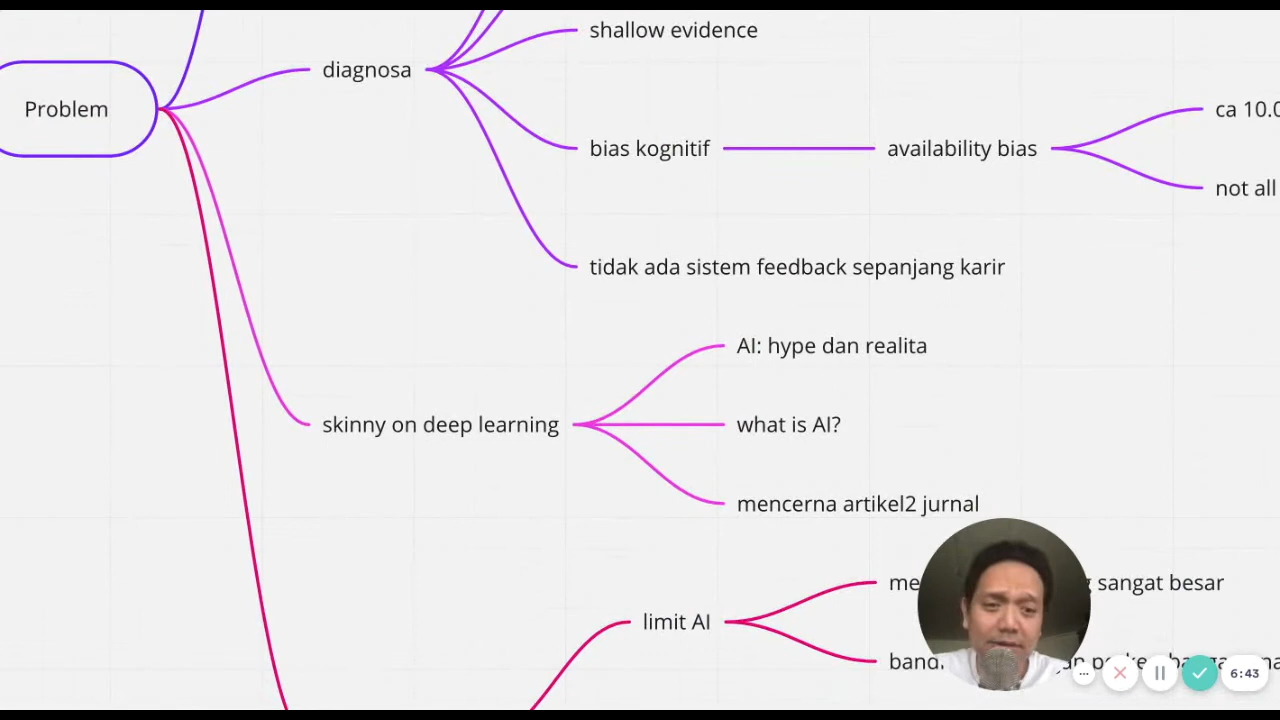 shallow evidence
diagnosa
Problem
ca 10.0
bias kognitif
availability bias
not all
tidak ada sistem feedback sepanjang karir
AI: hype dan realita
skinny on deep learning
what is AI?
mencerna artikel2 jurnal
sangat besar
limit AI
6:43